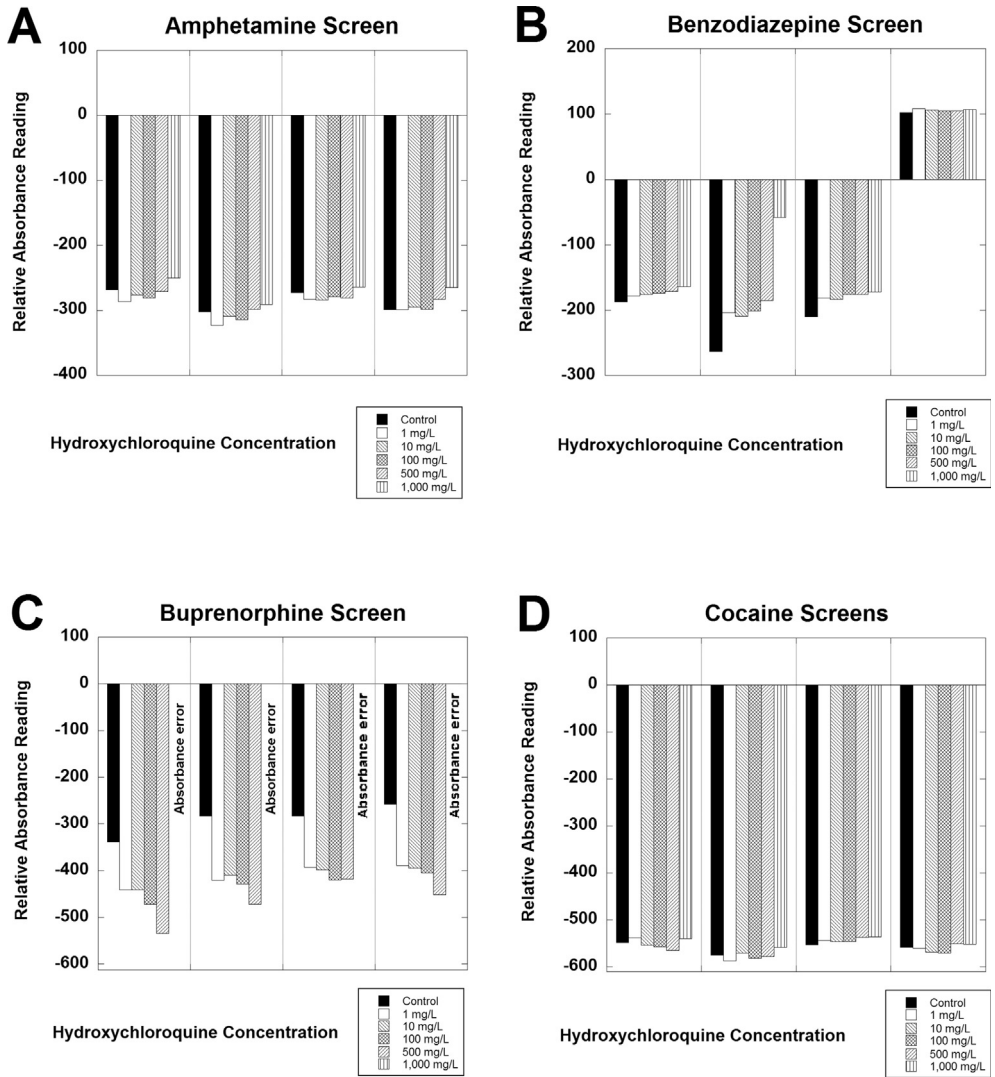 A
Amphetamine Screen
Relative Absorbance Reading
100
0
-100
-200
-300
-400
Hydroxychloroquine Concentration
Control
1 mg/L
10 mg/L
100 mg/L
500 mg/L
1,000 mg/L
B
Benzodiazepine Screen
Relative Absorbance Reading
200
100
0
-100
-200
-300
Hydroxychloroquine Concentration
Control
1 mg/L
10 mg/L
100 mg/L
500 mg/L
1,000 mg/L
C
Buprenorphine Screen
Relative Absorbance Reading
100
0
-100
-200
-300
-400
-500
-600
Absorbance error
Absorbance error
Absorbance error
Absorbance error
Hydroxychloroquine Concentration
Control
1 mg/L
10 mg/L
100 mg/L
500 mg/L
1,000 mg/L
D
Cocaine Screens
Relative Absorbance Reading
100
0
-100
-200
-300
-400
-500
-600
Hydroxychloroquine Concentration
Control
1 mg/L
10 mg/L
100 mg/L
500 mg/L
1,000 mg/L